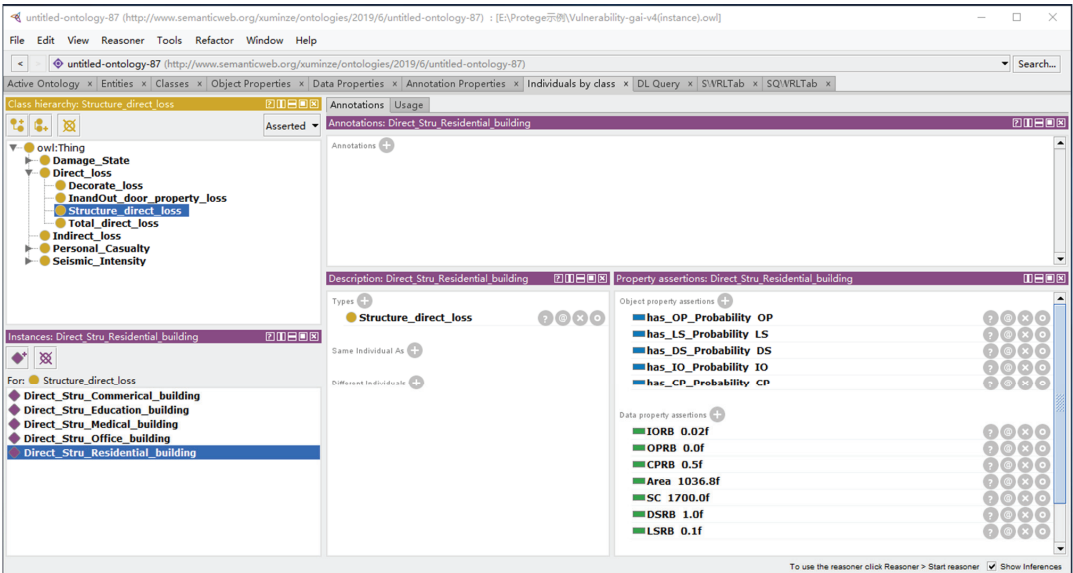 untitled-ontology-87 (http://www.semanticweb.org/xuminze/ontologies/2019/6/untitled-ontology-87) : [E:\Protege示例\Vulnerability-gai-v4(instance).owl]
File Edit View Reasoner Tools Refactor Window Help
< > untitled-ontology-87 (http://www.semanticweb.org/xuminze/ontologies/2019/6/untitled-ontology-87) Search...
Active Ontology × Entities × Classes × Object Properties × Data Properties × Annotation Properties × Individuals by class × DL Query × SWRLTab × SQWRLTab ×
Class hierarchy: Structure_direct_loss
Asserted
owl:Thing
Damage_State
Direct_loss
Decorate_loss
InandOut_door_property_loss
Structure_direct_loss
Total_direct_loss
Indirect_loss
Personal_Casualty
Seismic_Intensity
Instances: Direct_Stru_Residential_building
For: Structure_direct_loss
Direct_Stru_Commerical_building
Direct_Stru_Education_building
Direct_Stru_Medical_building
Direct_Stru_Office_building
Direct_Stru_Residential_building
Annotations Usage
Annotations: Direct_Stru_Residential_building
Annotations
Description: Direct_Stru_Residential_building
Types
Structure_direct_loss
Same Individual As
Different Individuals
Property assertions: Direct_Stru_Residential_building
Object property assertions
has_OP_Probability OP
has_LS_Probability LS
has_DS_Probability DS
has_IO_Probability IO
has_CP_Probability CP
Data property assertions
IORB 0.02f
OPRB 0.0f
CPRB 0.5f
Area 1036.8f
SC 1700.0f
DSRB 1.0f
LSRB 0.1f
To use the reasoner click Reasoner > Start reasoner Show Inferences